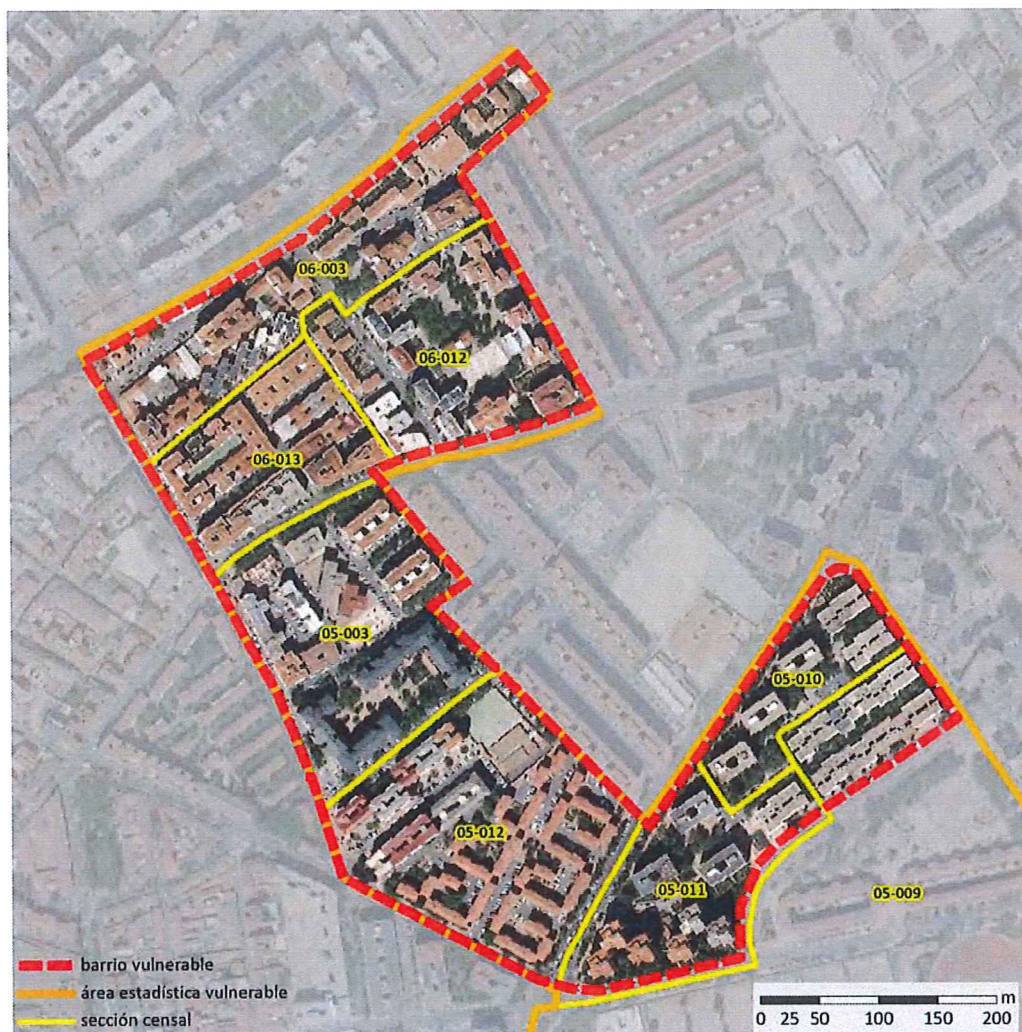 06-003
06-012
06-013
05-003
05-010
05-012
05-011
05-009
barrio vulnerable
área estadística vulnerable
sección censal
m
0 25 50 100 150 200